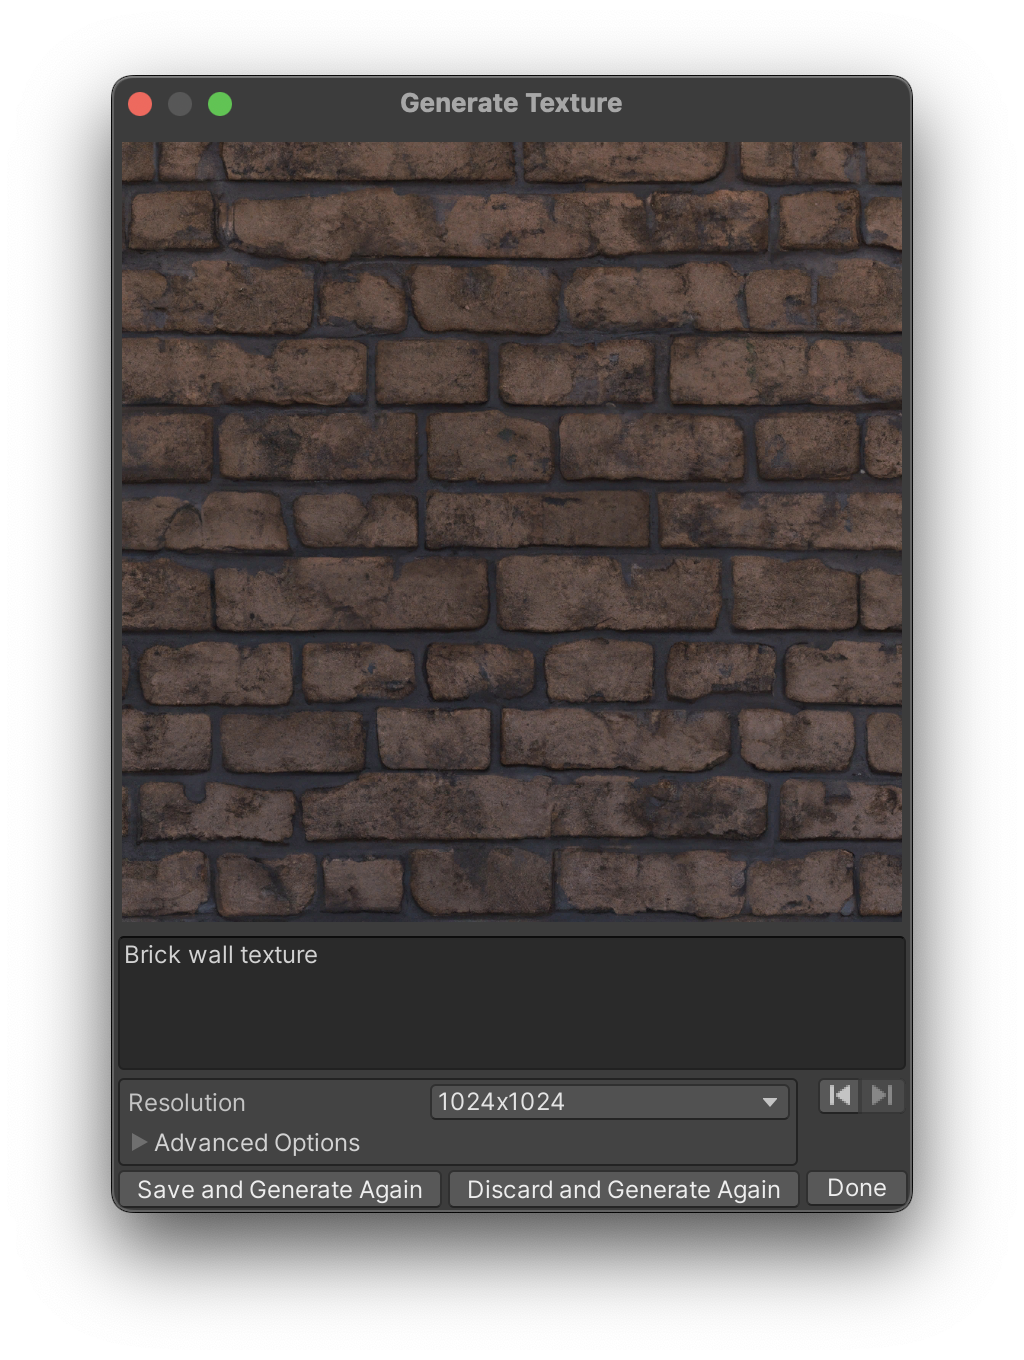 Generate Texture
Brick wall texture
Resolution
1024x1024
Advanced Options
Save and Generate Again
Discard and Generate Again
Done